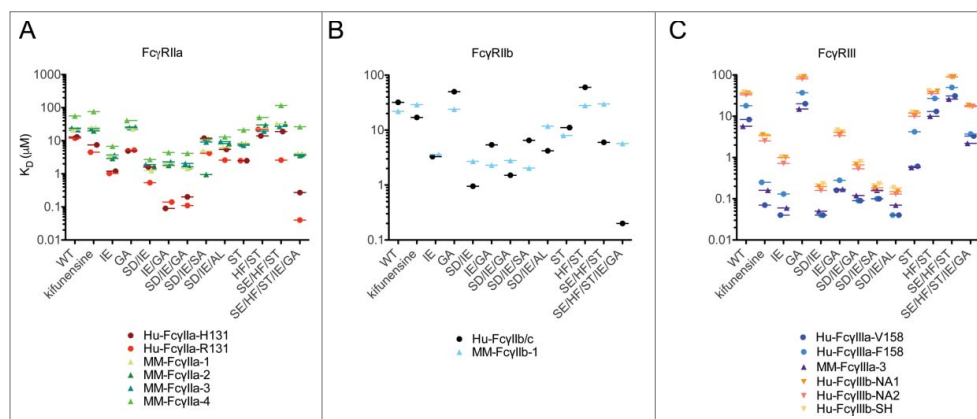 A
FcγRIIa
K_D (μM)
1000
100
10
1
0.1
0.01
WT
kifunensine
IE
GA
SD/IE
IE/GA
SD/IE/GA
SD/IE/SA
SD/IE/AL
ST
HF/ST
SE/HF/ST
SE/HF/ST/IE/GA
Hu-FcγIIa-H131
Hu-FcγIIa-R131
MM-FcγIIa-1
MM-FcγIIa-2
MM-FcγIIa-3
MM-FcγIIa-4
B
FcγRIIb
100
10
1
0.1
WT
kifunensine
IE
GA
SD/IE
IE/GA
SD/IE/GA
SD/IE/SA
SD/IE/AL
ST
HF/ST
SE/HF/ST
SE/HF/ST/IE/GA
Hu-FcγIIb/c
MM-FcγIIb-1
C
FcγRIII
100
10
1
0.1
0.01
WT
kifunensine
IE
GA
SD/IE
IE/GA
SD/IE/GA
SD/IE/SA
SD/IE/AL
ST
HF/ST
SE/HF/ST
SE/HF/ST/IE/GA
Hu-FcγIIIa-V158
Hu-FcγIIIa-F158
MM-FcγIIIa-3
Hu-FcγIIIb-NA1
Hu-FcγIIIb-NA2
Hu-FcγIIIb-SH